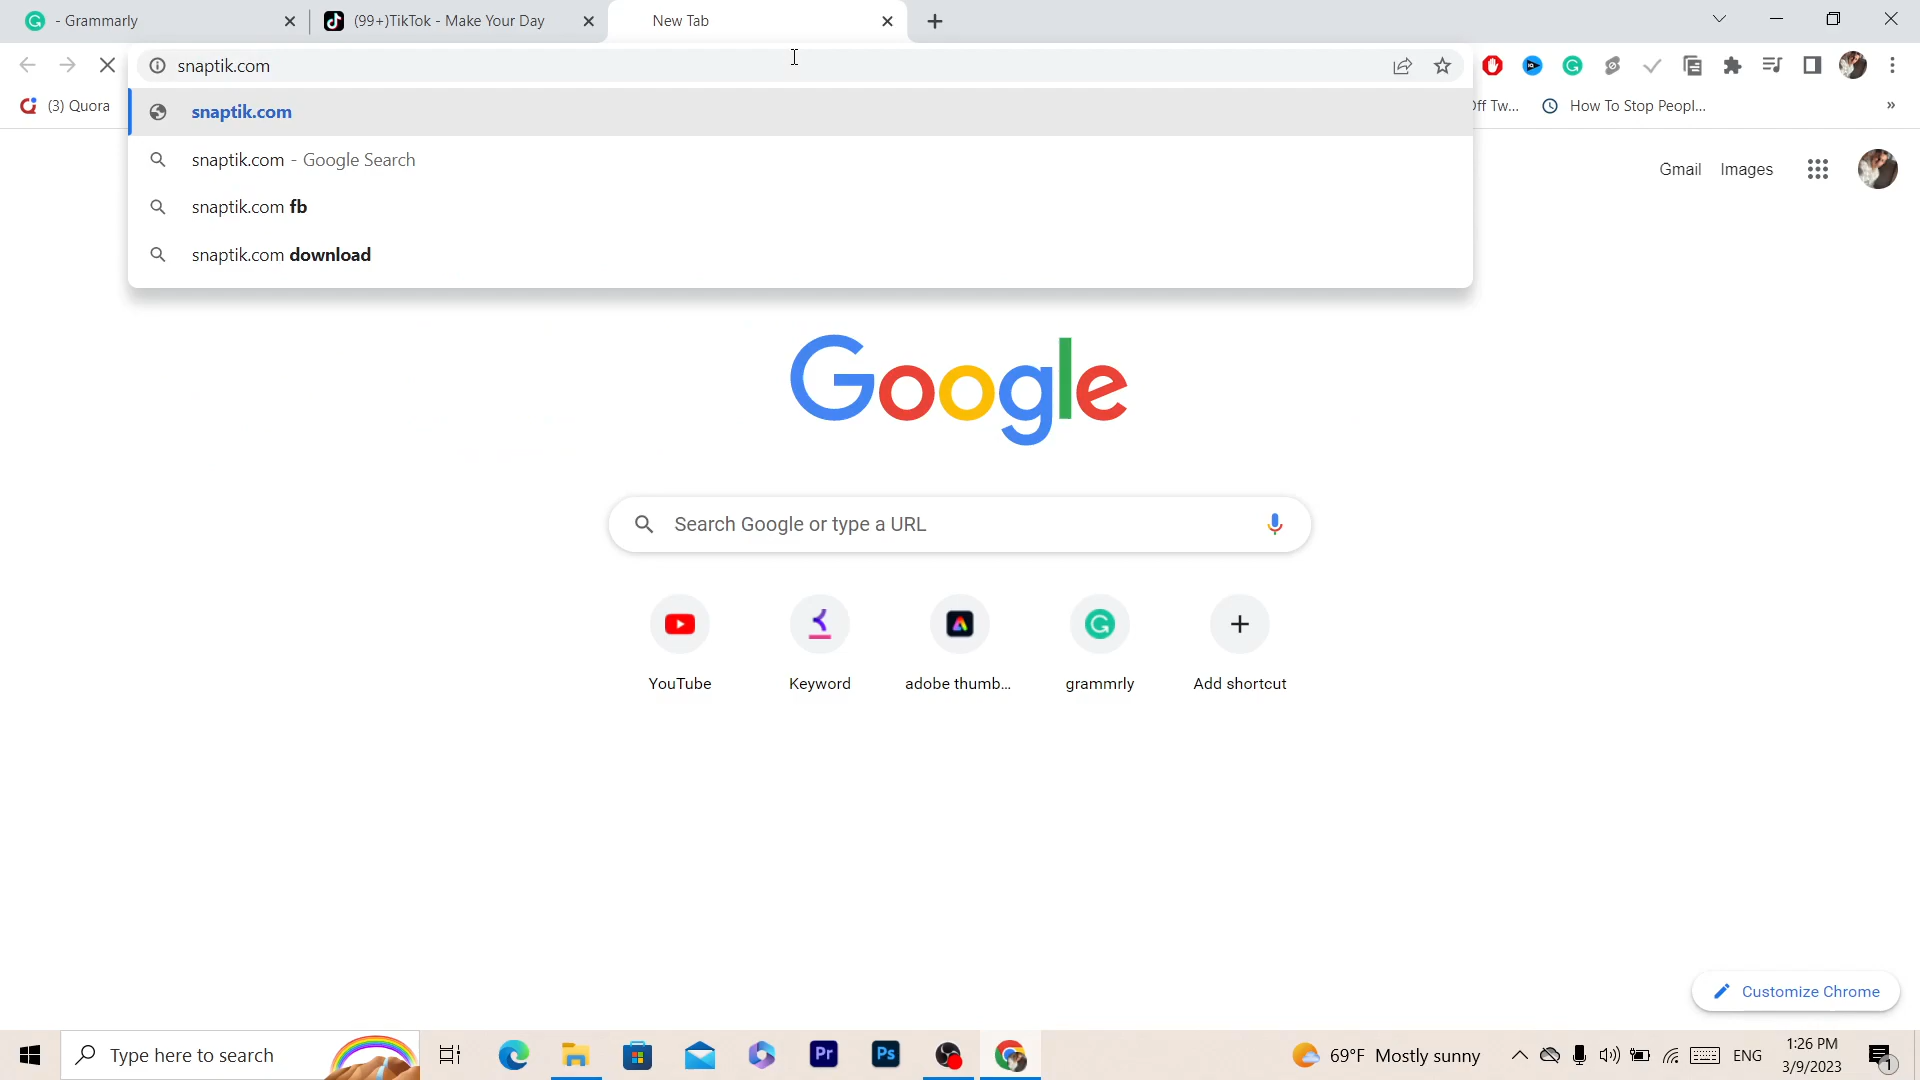 - Grammarly
(99+)TikTok - Make Your Day
New Tab
snaptik.com
(3) Quora
snaptik.com
Off Tw...
How To Stop Peopl...
»
snaptik.com - Google Search
Gmail
Images
snaptik.com fb
snaptik.com download
Google
Search Google or type a URL
YouTube
Keyword
adobe thumb...
grammrly
Add shortcut
Customize Chrome
Type here to search
Pr
Ps
69°F Mostly sunny
ENG
1:26 PM
3/9/2023
1